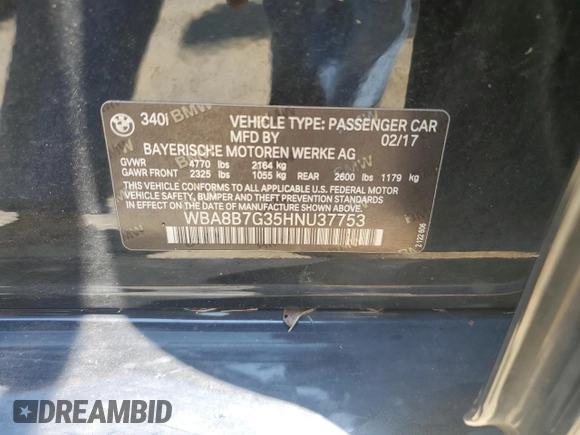 340i VEHICLE TYPE: PASSENGER CAR
MFD BY 02/17
BAYERISCHE MOTOREN WERKE AG
GVWR 4770 lbs 2164 kg
GAWR FRONT 2325 lbs 1055 kg REAR 2600 lbs 1179 kg
THIS VEHICLE CONFORMS TO ALL APPLICABLE U.S. FEDERAL MOTOR
VEHICLE SAFETY, BUMPER, AND THEFT PREVENTION STANDARDS IN
EFFECT ON THE DATE OF MANUFACTURE SHOWN ABOVE.
WBA8B7G35HNU37753
DREAMBID